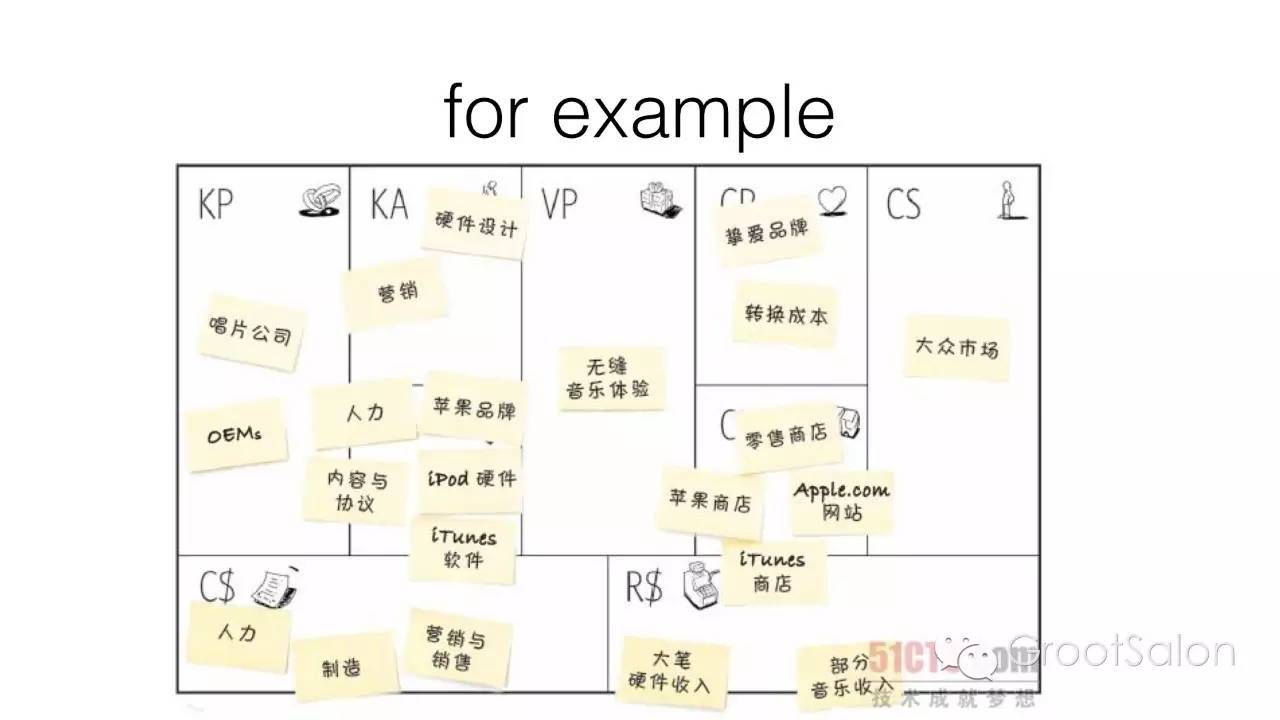 for example
KP
KA
VP
CR
CS
硬件设计
营销
唱片公司
OEMs
人力
苹果品牌
内容与
协议
iPod 硬件
iTunes
软件
无缝
音乐体验
挚爱品牌
转换成本
零售商店
苹果商店
Apple.com
网站
iTunes
商店
大众市场
C$
人力
制造
营销与
销售
R$
大笔
硬件收入
部分
音乐收入
GrootSalon
技术成就梦想